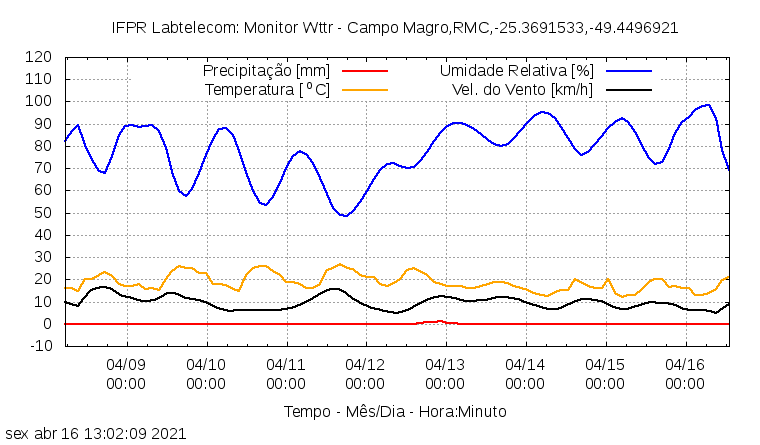 IFPR Labtelecom: Monitor Wttr - Campo Magro,RMC,-25.3691533,-49.4496921
Precipitação [mm]
Temperatura [ ⁰C]
Umidade Relativa [%]
Vel. do Vento [km/h]
120
110
100
90
80
70
60
50
40
30
20
10
0
-10
04/09 04/10 04/11 04/12 04/13 04/14 04/15 04/16
00:00 00:00 00:00 00:00 00:00 00:00 00:00 00:00
Tempo - Mês/Dia - Hora:Minuto
sex abr 16 13:02:09 2021